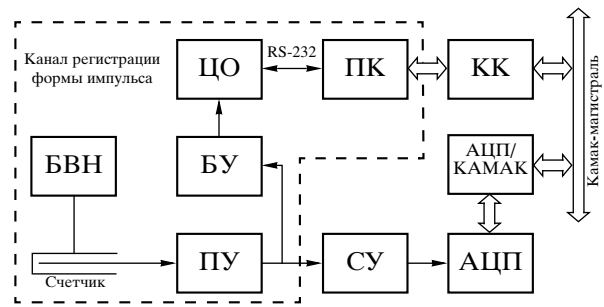 Канал регистрации
формы импульса
ЦО
RS-232
ПК
КК
БВН
БУ
АЦП/
КАМАК
Камак-магистраль
Счетчик
ПУ
СУ
АЦП